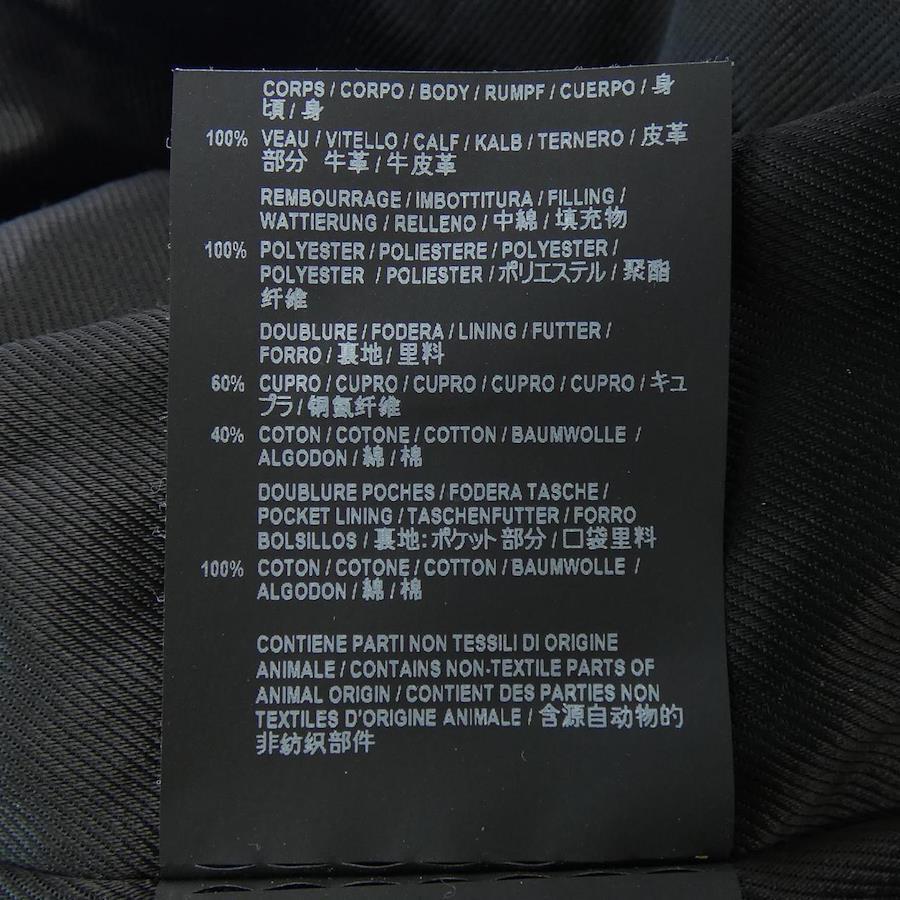 CORPS / CORPO / BODY / RUMPF / CUERPO / 身
頃 / 身
100% VEAU / VITELLO / CALF / KALB / TERNERO / 皮革
部分 牛革 / 牛皮革
REMBOURRAGE / IMBOTTITURA / FILLING /
WATTIERUNG / RELLENO / 中綿 / 填充物
100% POLYESTER / POLIESTERE / POLYESTER /
POLYESTER / POLIESTER / ポリエステル / 聚酯
纤维
DOUBLURE / FODERA / LINING / FUTTER /
FORRO / 裏地 / 里料
60% CUPRO / CUPRO / CUPRO / CUPRO / CUPRO / キュ
プラ / 铜氨纤维
40% COTON / COTONE / COTTON / BAUMWOLLE /
ALGODON / 綿 / 棉
DOUBLURE POCHES / FODERA TASCHE /
POCKET LINING / TASCHENFUTTER / FORRO
BOLSILLOS / 裏地:ポケット部分 / 口袋里料
100% COTON / COTONE / COTTON / BAUMWOLLE /
ALGODON / 綿 / 棉
CONTIENE PARTI NON TESSILI DI ORIGINE
ANIMALE / CONTAINS NON-TEXTILE PARTS OF
ANIMAL ORIGIN / CONTIENT DES PARTIES NON
TEXTILES D'ORIGINE ANIMALE / 含源自动物的
非纺织部件